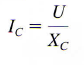 I_C = U / X_C